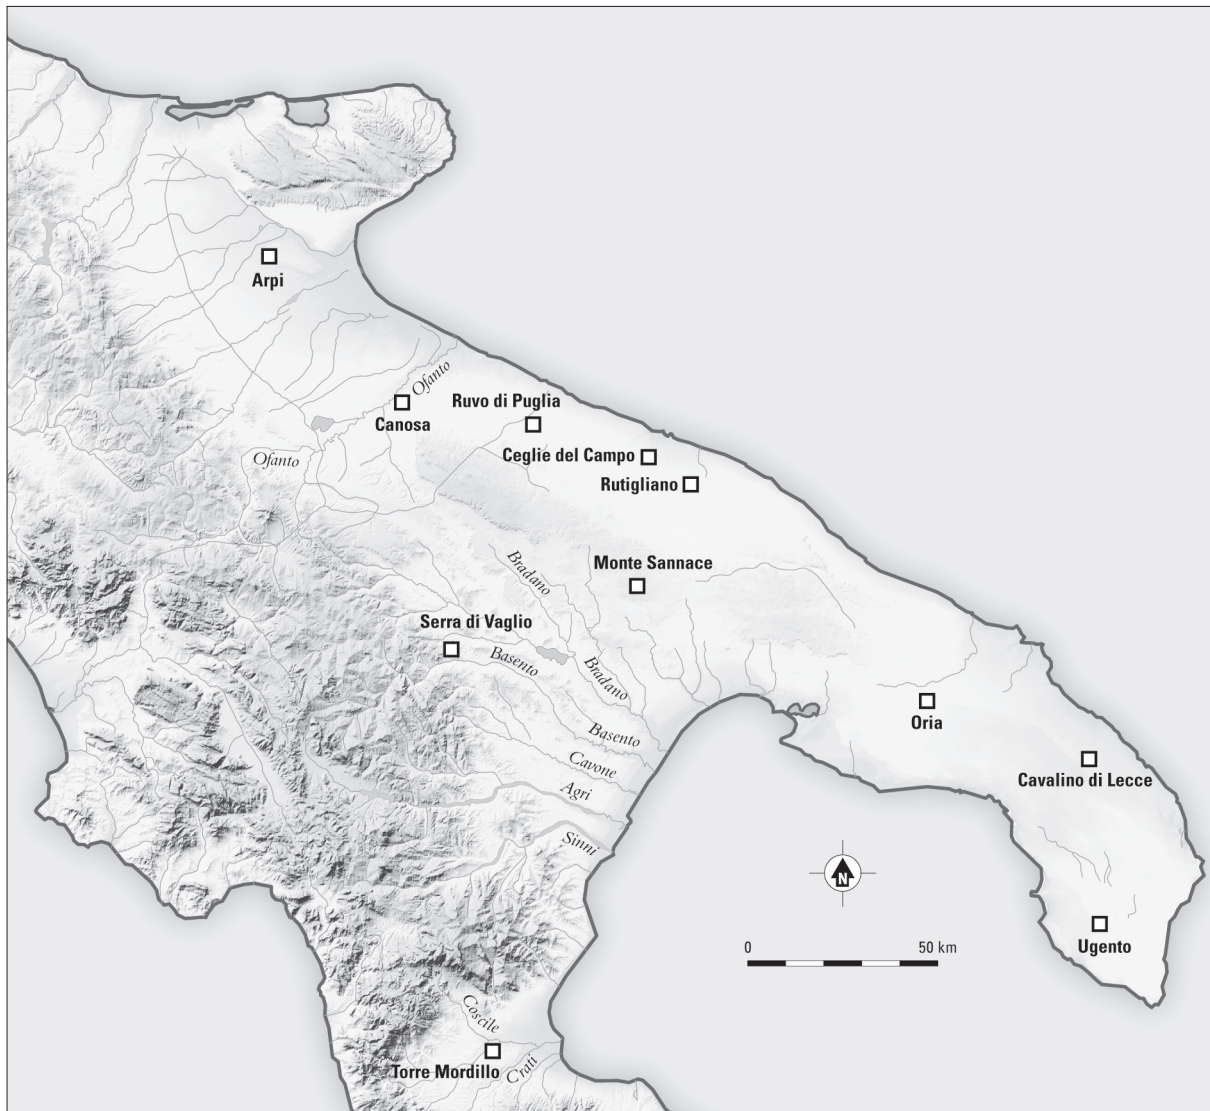 Arpi
Ofanto
Ruvo di Puglia
Canosa
Ceglie del Campo
Ofanto
Rutigliano
Bradano
Monte Sannace
Serra di Vaglio
Basento
Bradano
Oria
Basento
Cavone
Cavalino di Lecce
Agri
Sinni
N
0 50 km
Ugento
Coscile
Torre Mordillo
Crati